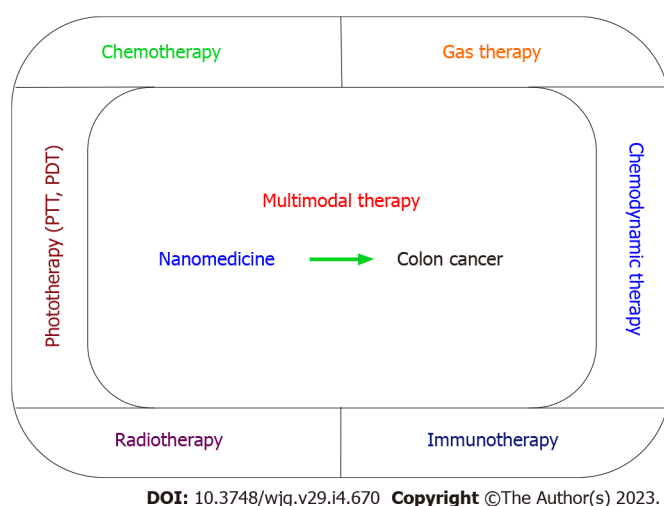 Chemotherapy
Gas therapy
Phototherapy (PTT, PDT)
Multimodal therapy
Nanomedicine
Colon cancer
Chemodynamic therapy
Radiotherapy
Immunotherapy
DOI: 10.3748/wjg.v29.i4.670 Copyright ©The Author(s) 2023.